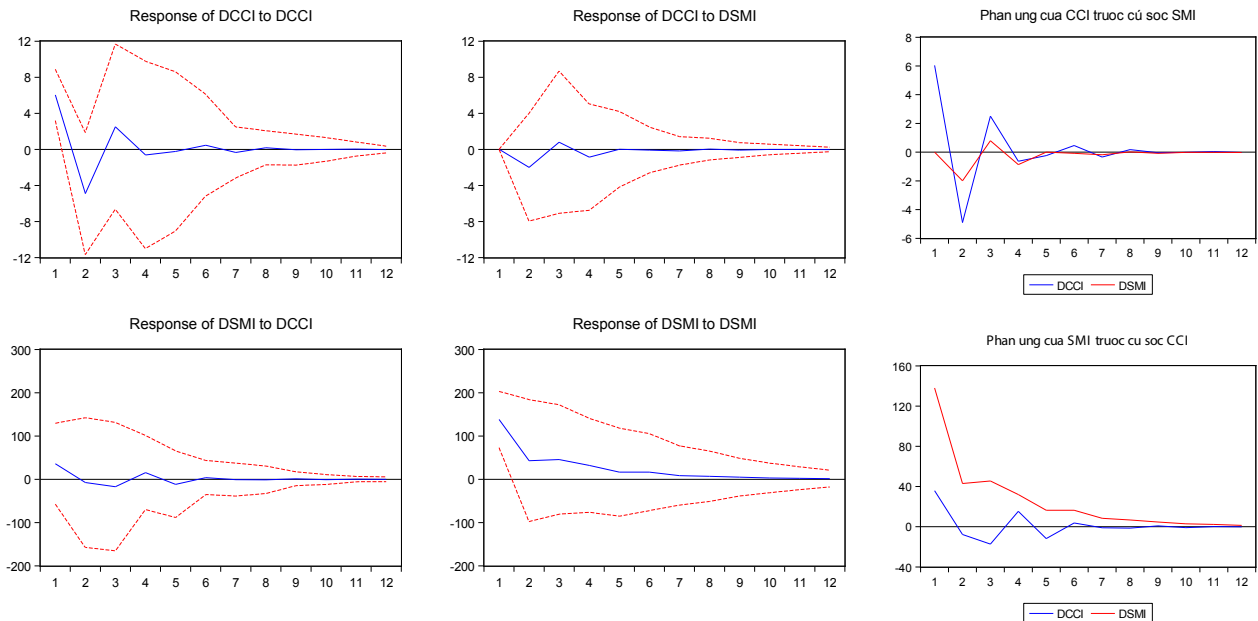 Response of DCCI to DCCI
12
8
4
0
-4
-8
-12
1 2 3 4 5 6 7 8 9 10 11 12
Response of DCCI to DSMI
12
8
4
0
-4
-8
-12
1 2 3 4 5 6 7 8 9 10 11 12
Phan ung cua CCI truoc cú soc SMI
8
6
4
2
0
-2
-4
-6
1 2 3 4 5 6 7 8 9 10 11 12
DCCI DSMI
Response of DSMI to DCCI
300
200
100
0
-100
-200
1 2 3 4 5 6 7 8 9 10 11 12
Response of DSMI to DSMI
300
200
100
0
-100
-200
1 2 3 4 5 6 7 8 9 10 11 12
Phan ung cua SMI truoc cu soc CCI
160
120
80
40
0
-40
1 2 3 4 5 6 7 8 9 10 11 12
DCCI DSMI